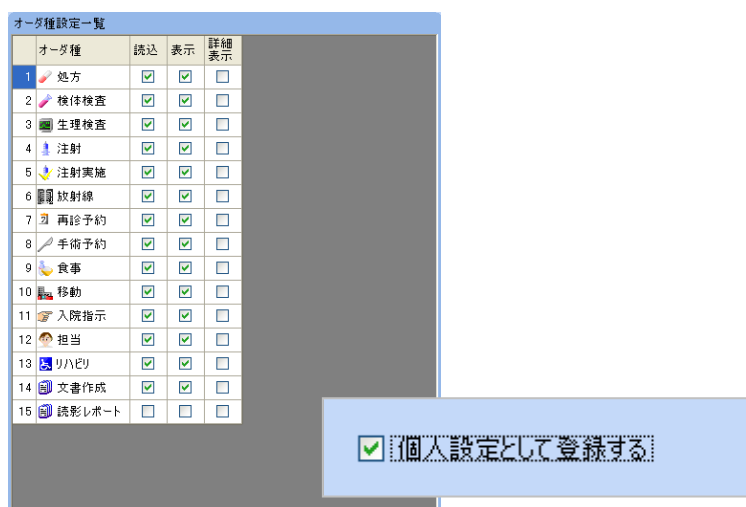 オーダ種設定一覧
オーダ種 読込 表示 詳細表示
1 処方
2 検体検査
3 生理検査
4 注射
5 注射実施
6 放射線
7 再診予約
8 手術予約
9 食事
10 移動
11 入院指示
12 担当
13 リハビリ
14 文書作成
15 読影レポート
個人設定として登録する